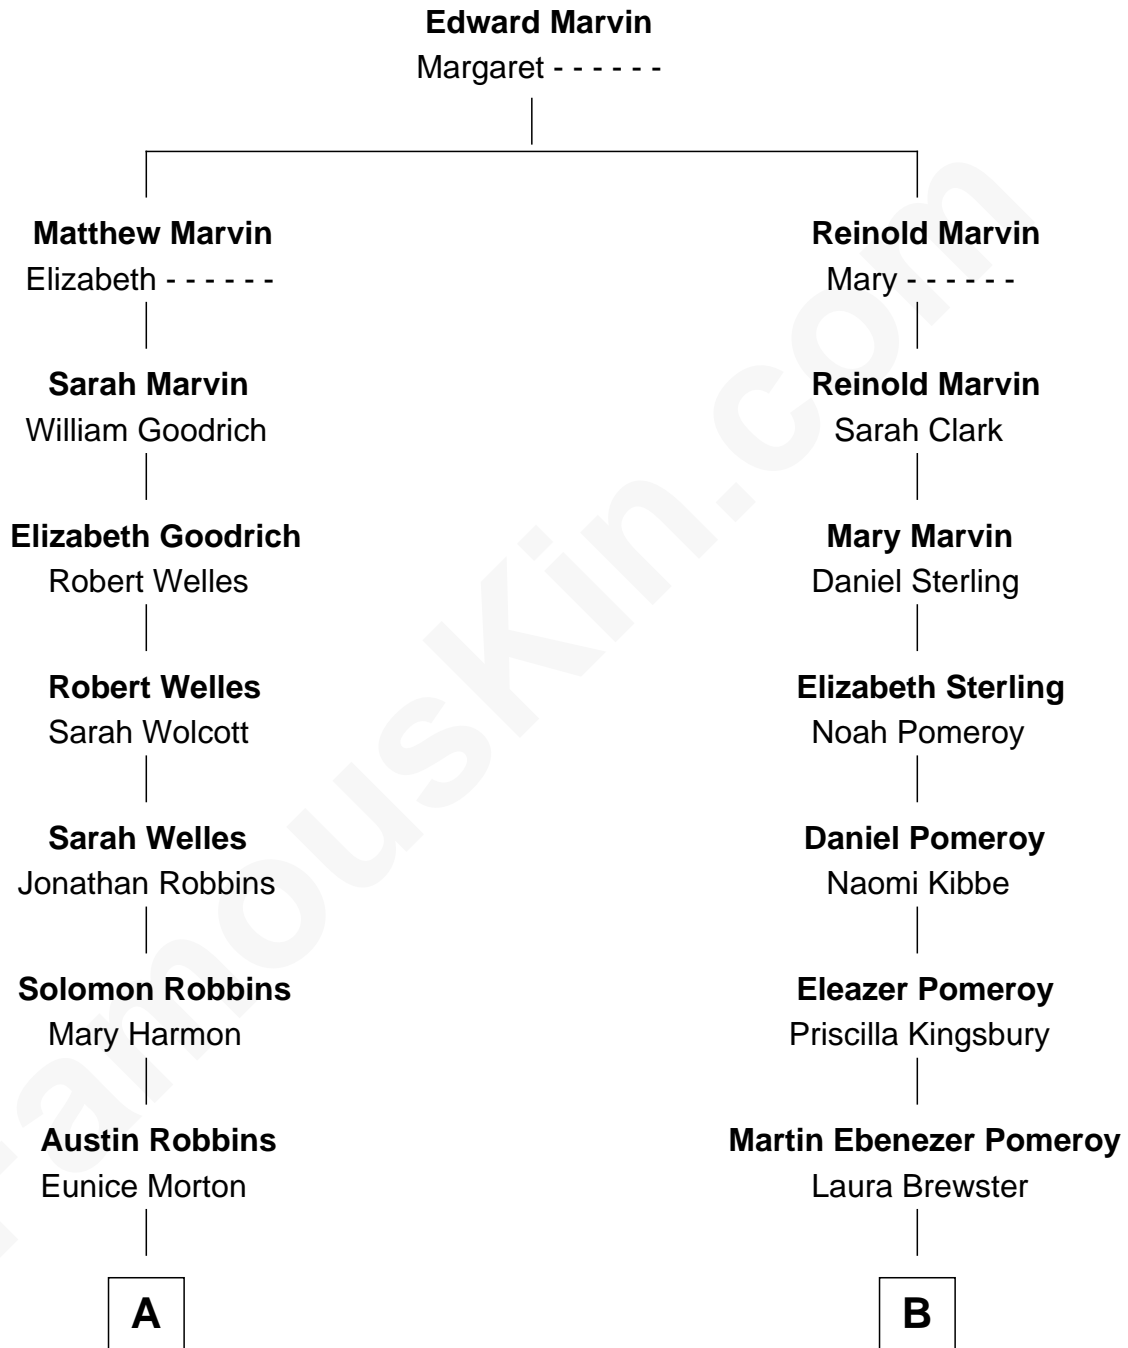 Edward Marvin
Margaret - - - - - -
Matthew Marvin
Elizabeth - - - - - -
Reinold Marvin
Mary - - - - - -
Sarah Marvin
William Goodrich
Reinold Marvin
Sarah Clark
Elizabeth Goodrich
Robert Welles
Mary Marvin
Daniel Sterling
Robert Welles
Sarah Wolcott
Elizabeth Sterling
Noah Pomeroy
Sarah Welles
Jonathan Robbins
Daniel Pomeroy
Naomi Kibbe
Solomon Robbins
Mary Harmon
Eleazer Pomeroy
Priscilla Kingsbury
Austin Robbins
Eunice Morton
Martin Ebenezer Pomeroy
Laura Brewster
A
B
FamousKin.com